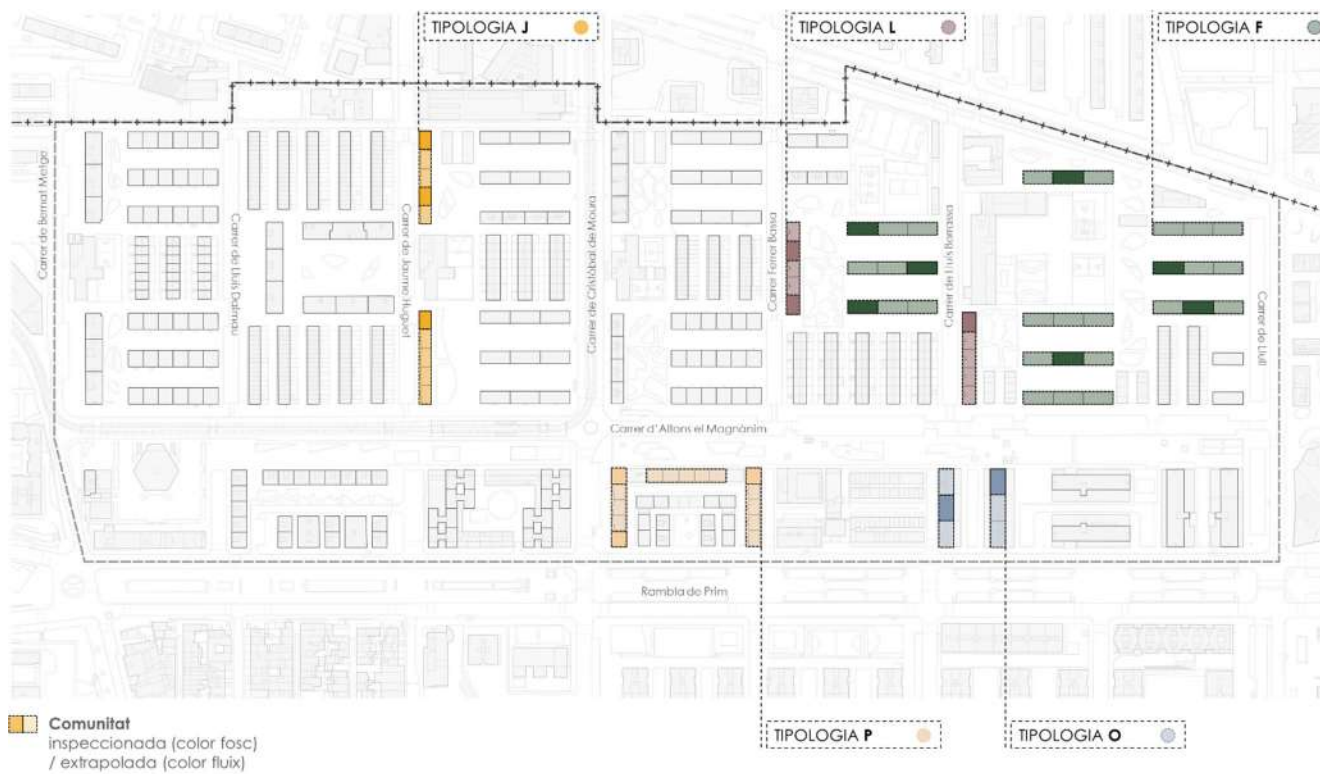 TIPOLOGIA J
TIPOLOGIA L
TIPOLOGIA F
Carrer de Bernat Metge
Carrer de Lluís Dalmau
Carrer de Jaume Huguet
Carrer de Cristóbal de Moura
Carrer Ferrer Bassa
Carrer de Lluís Borrassa
Carrer de Llull
Carrer d'Alfons el Magnànim
Rambla de Prim
TIPOLOGIA P
TIPOLOGIA O
Comunitat
inspeccionada (color fosc)
/ extrapolada (color fluix)